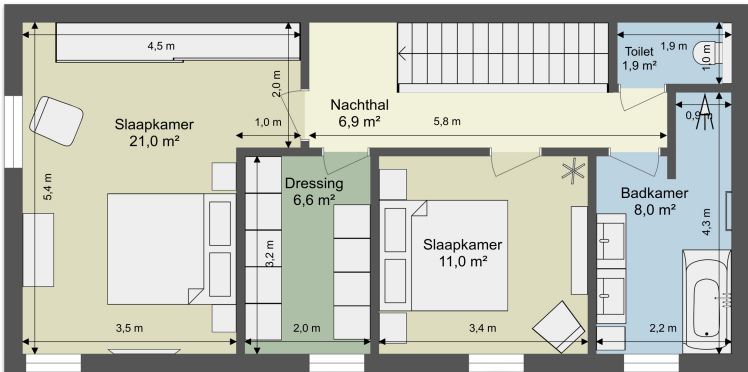 4,5 m
2,0 m
Toilet
1,9 m²
1,9 m
1,0 m
Slaapkamer
21,0 m²
1,0 m
Nachthal
6,9 m²
5,8 m
0,9 m
5,4 m
Dressing
6,6 m²
3,2 m
Slaapkamer
11,0 m²
Badkamer
8,0 m²
4,3 m
3,5 m
2,0 m
3,4 m
2,2 m